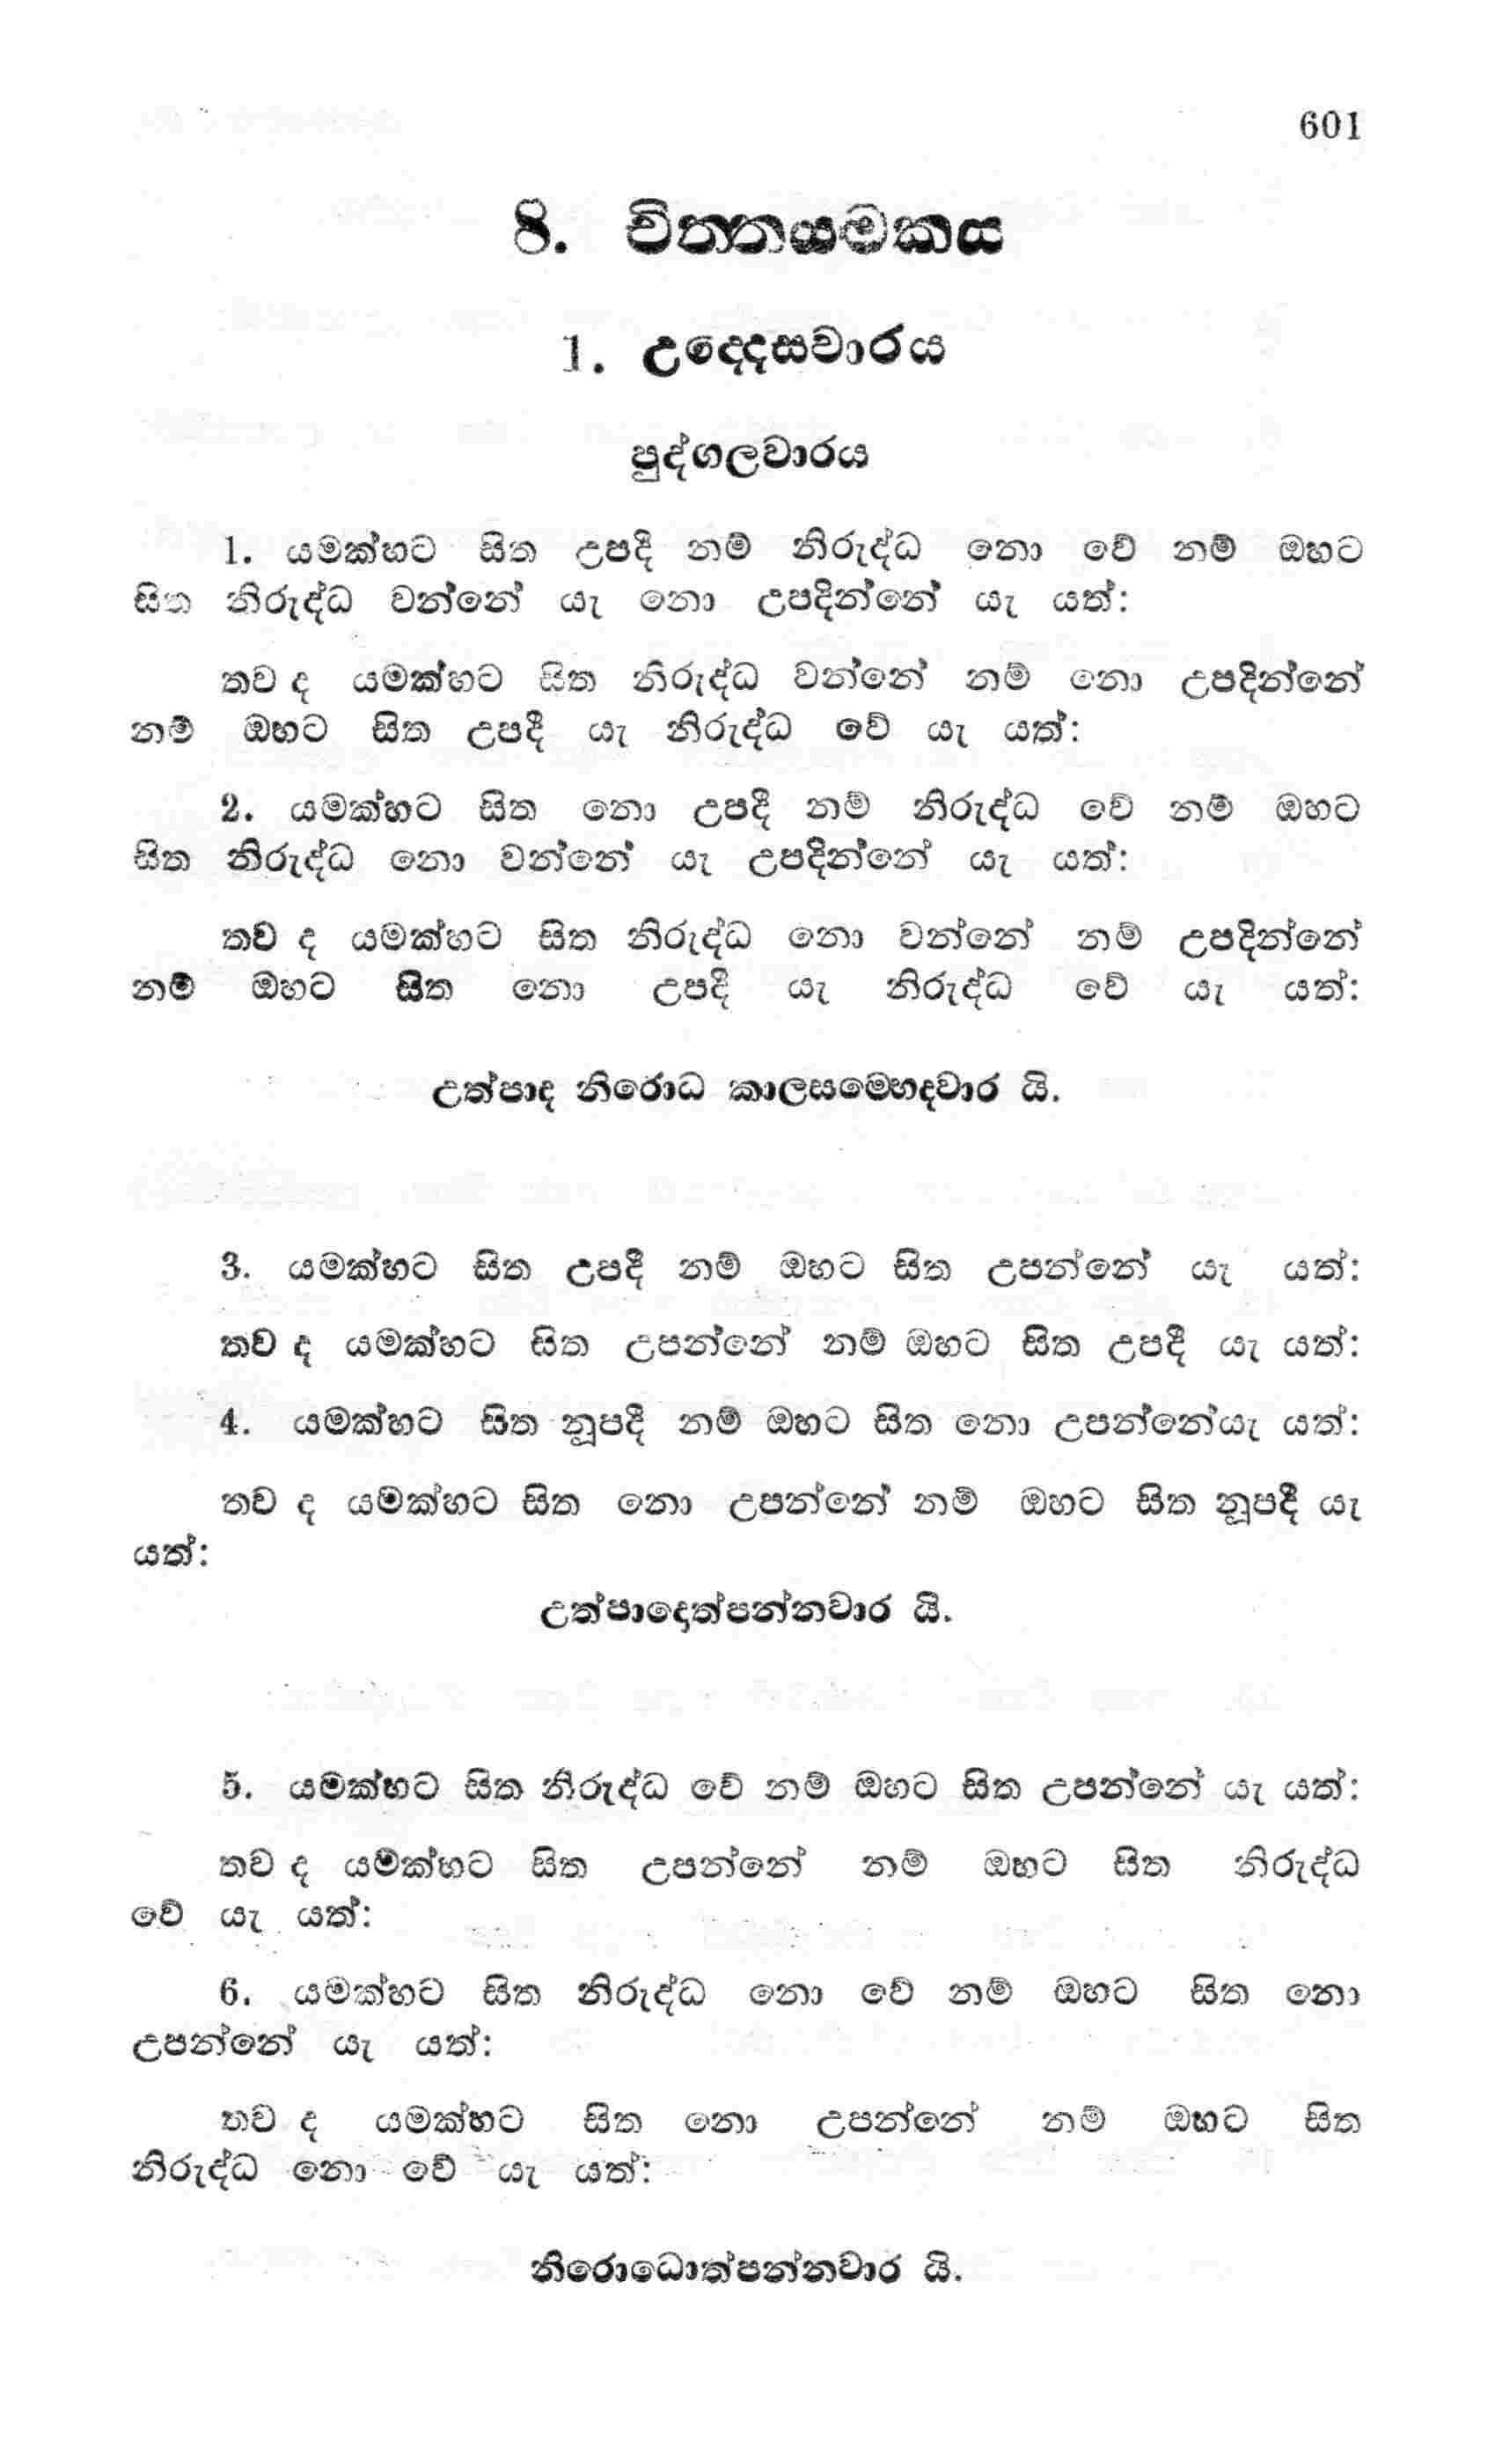 601
8. චිත්තයමකය
1. උද්දෙසවාරය
පුද්ගලවාරය
1. යමක්හට සිත උපදී නම් නිරුද්ධ නො වේ නම් ඔහට
සිත නිරුද්ධ වන්නේ යැ නො උපදින්නේ යැ යත්:
තව ද යමක්හට සිත නිරුද්ධ වන්නේ නම් නො උපදින්නේ
නම් ඔහට සිත උපදී යැ නිරුද්ධ වේ යැ යත්:
2. යමක්හට සිත නො උපදී නම් නිරුද්ධ වේ නම් ඔහට
සිත නිරුද්ධ නො වන්නේ යැ උපදින්නේ යැ යත්:
තව ද යමක්හට සිත නිරුද්ධ නො වන්නේ නම් උපදින්නේ
නම් ඔහට සිත නො උපදී යැ නිරුද්ධ වේ යැ යත්:
උත්පාද නිරොධ කාලසම්භෙදවාර යි.
3. යමක්හට සිත උපදී නම් ඔහට සිත උපන්නේ යැ යත්:
තව ද යමක්හට සිත උපන්නේ නම් ඔහට සිත උපදී යැ යත්:
4. යමක්හට සිත නූපදී නම් ඔහට සිත නො උපන්නේයැ යත්:
තව ද යමක්හට සිත නො උපන්නේ නම් ඔහට සිත නූපදී යැ
යත්:
උත්පාදොත්පන්නවාර යි.
5. යමක්හට සිත නිරුද්ධ වේ නම් ඔහට සිත උපන්නේ යැ යත්:
තව ද යමක්හට සිත උපන්නේ නම් ඔහට සිත නිරුද්ධ
වේ යැ යත්:
6. යමක්හට සිත නිරුද්ධ නො වේ නම් ඔහට සිත නො
උපන්නේ යැ යත්:
තව ද යමක්හට සිත නො උපන්නේ නම් ඔහට සිත
නිරුද්ධ නො වේ යැ යත්:
නිරොධොත්පන්නවාර යි.